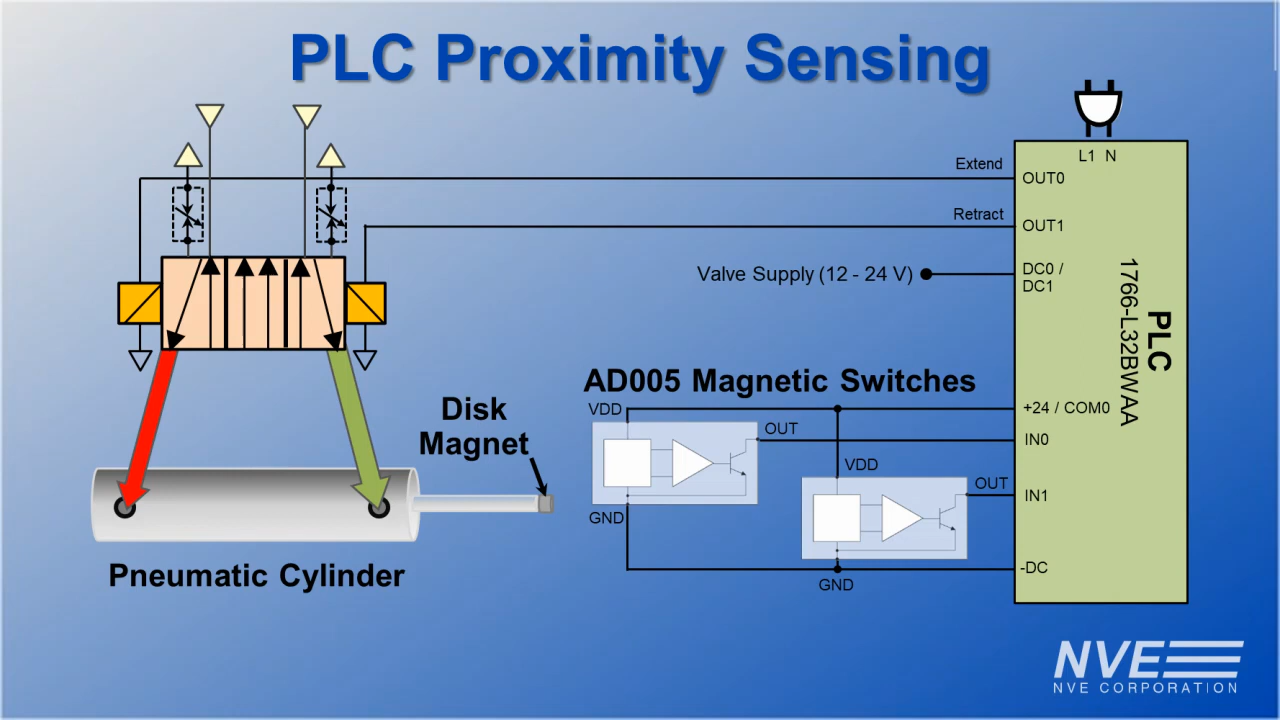 PLC Proximity Sensing
L1 N
Extend
OUT0
Retract
OUT1
Valve Supply (12 - 24 V)
DC0 /
DC1
PLC
1766-L32BWAA
AD005 Magnetic Switches
VDD
+24 / COM0
OUT
IN0
Disk
Magnet
VDD
OUT
IN1
GND
-DC
GND
Pneumatic Cylinder
NVE
NVE CORPORATION